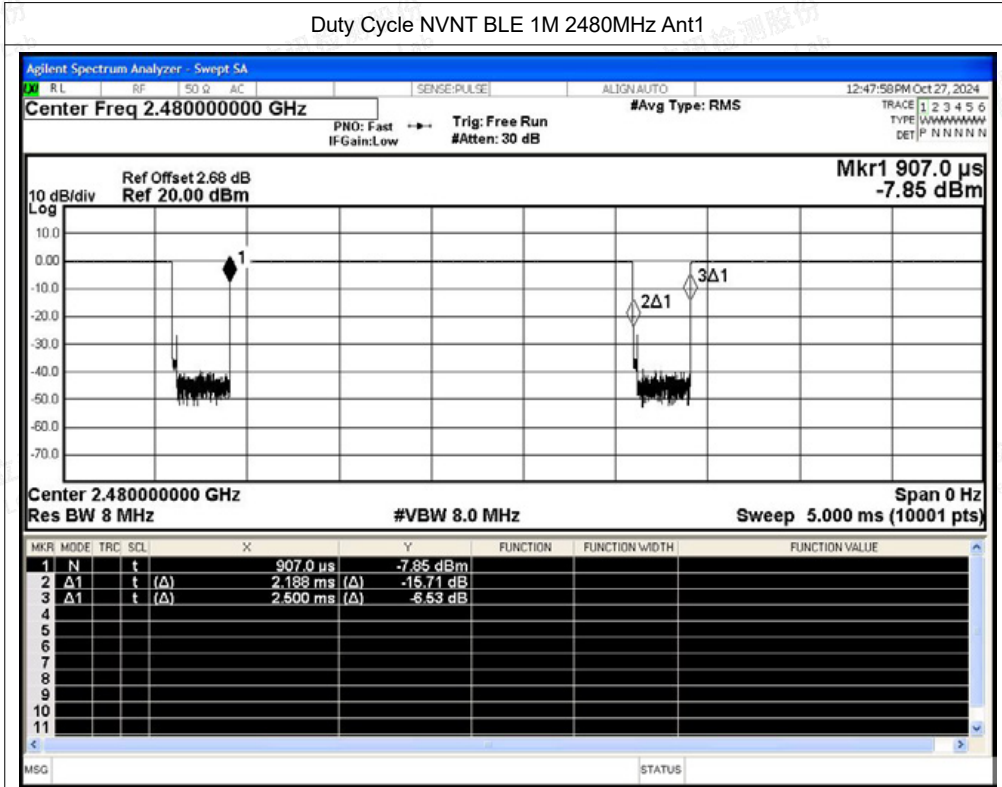 Duty Cycle NVNT BLE 1M 2480MHz Ant1
Agilent Spectrum Analyzer - Swept SA
RL RF 50 Ω AC SENSE:PULSE ALIGN AUTO 12:47:58 PM Oct 27, 2024
Center Freq 2.480000000 GHz #Avg Type: RMS TRACE 1 2 3 4 5 6
PNO: Fast Trig: Free Run TYPE WWWWWW
IFGain:Low #Atten: 30 dB DET P N N N N N
Mkr1 907.0 µs
Ref Offset 2.68 dB
10 dB/div Ref 20.00 dBm -7.85 dBm
Log
10.0
0.00 1
-10.0 3Δ1
-20.0 2Δ1
-30.0
-40.0
-50.0
-60.0
-70.0
Center 2.480000000 GHz Span 0 Hz
Res BW 8 MHz #VBW 8.0 MHz Sweep 5.000 ms (10001 pts)
MKR MODE TRC SCL X Y FUNCTION FUNCTION WIDTH FUNCTION VALUE
1 N t 907.0 µs -7.85 dBm
2 Δ1 t (Δ) 2.188 ms (Δ) -15.71 dB
3 Δ1 t (Δ) 2.500 ms (Δ) -6.53 dB
4
5
6
7
8
9
10
11
MSG STATUS